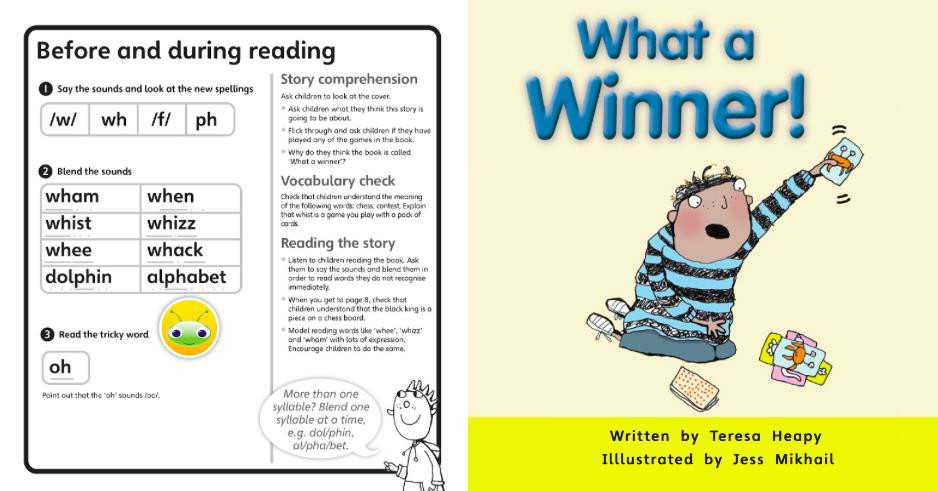 Before and during reading
1 Say the sounds and look at the new spellings
/w/ wh /f/ ph
2 Blend the sounds
wham when
whist whizz
whee whack
dolphin alphabet
3 Read the tricky word
oh
Point out that the 'oh' sounds /oa/.
Story comprehension
Ask children to look at the cover.
Ask children what they think this story is
going to be about.
Flick through and ask children if they have
played any of the games in the book.
Why do they think the book is called
'What a winner'?
Vocabulary check
Check that children understand the meaning
of the following words: chess, contest. Explain
that whist is a game you play with a pack of
cards.
Reading the story
Listen to children reading the book. Ask
them to say the sounds and blend them in
order to read words they do not recognise
immediately.
When you get to page 8, check that
children understand that the black king is a
piece on a chess board.
Model reading words like 'whee', 'whizz'
and 'wham' with lots of expression.
Encourage children to do the same.
More than one
syllable? Blend one
syllable at a time,
e.g. dol/phin,
al/pha/bet.
What a
Winner!
Written by Teresa Heapy
Illlustrated by Jess Mikhail